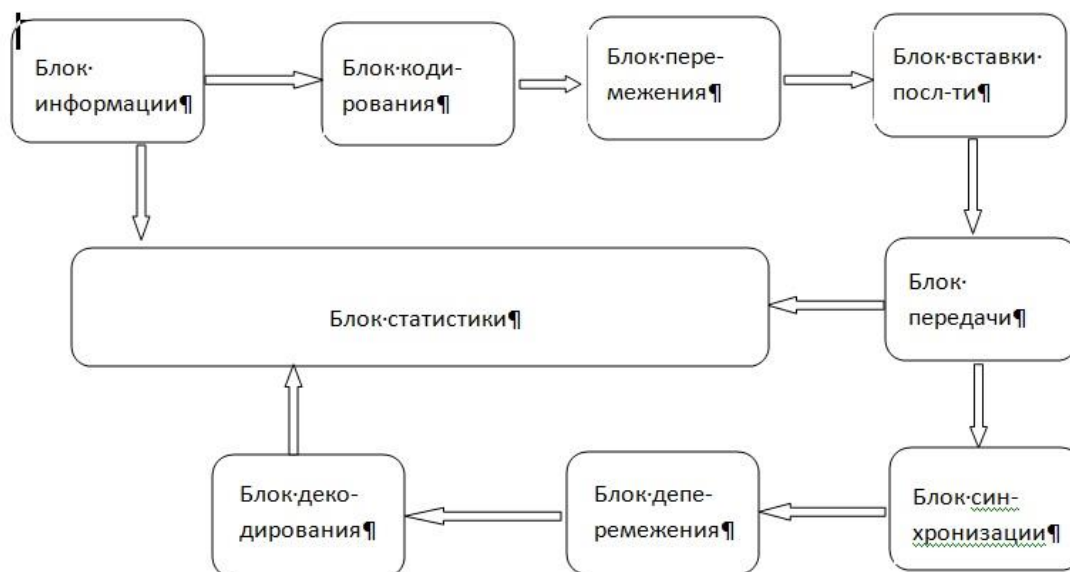 Блок·
информации¶
Блок·коди-
рования¶
Блок·пере-
межения¶
Блок·вставки·
посл-ти¶
Блок·статистики¶
Блок·
передачи¶
Блок·деко-
дирования¶
Блок·депе-
ремежения¶
Блок·син-
хронизации¶